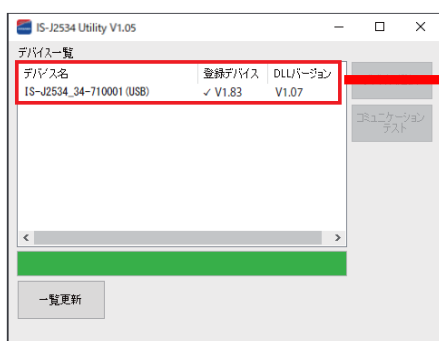 IS-J2534 Utility V1.05
デバイス一覧
デバイス名 登録デバイス DLLバージョン
IS-J2534_34-710001 (USB) ✓ V1.83 V1.07
コミュニケーション
テスト
一覧更新